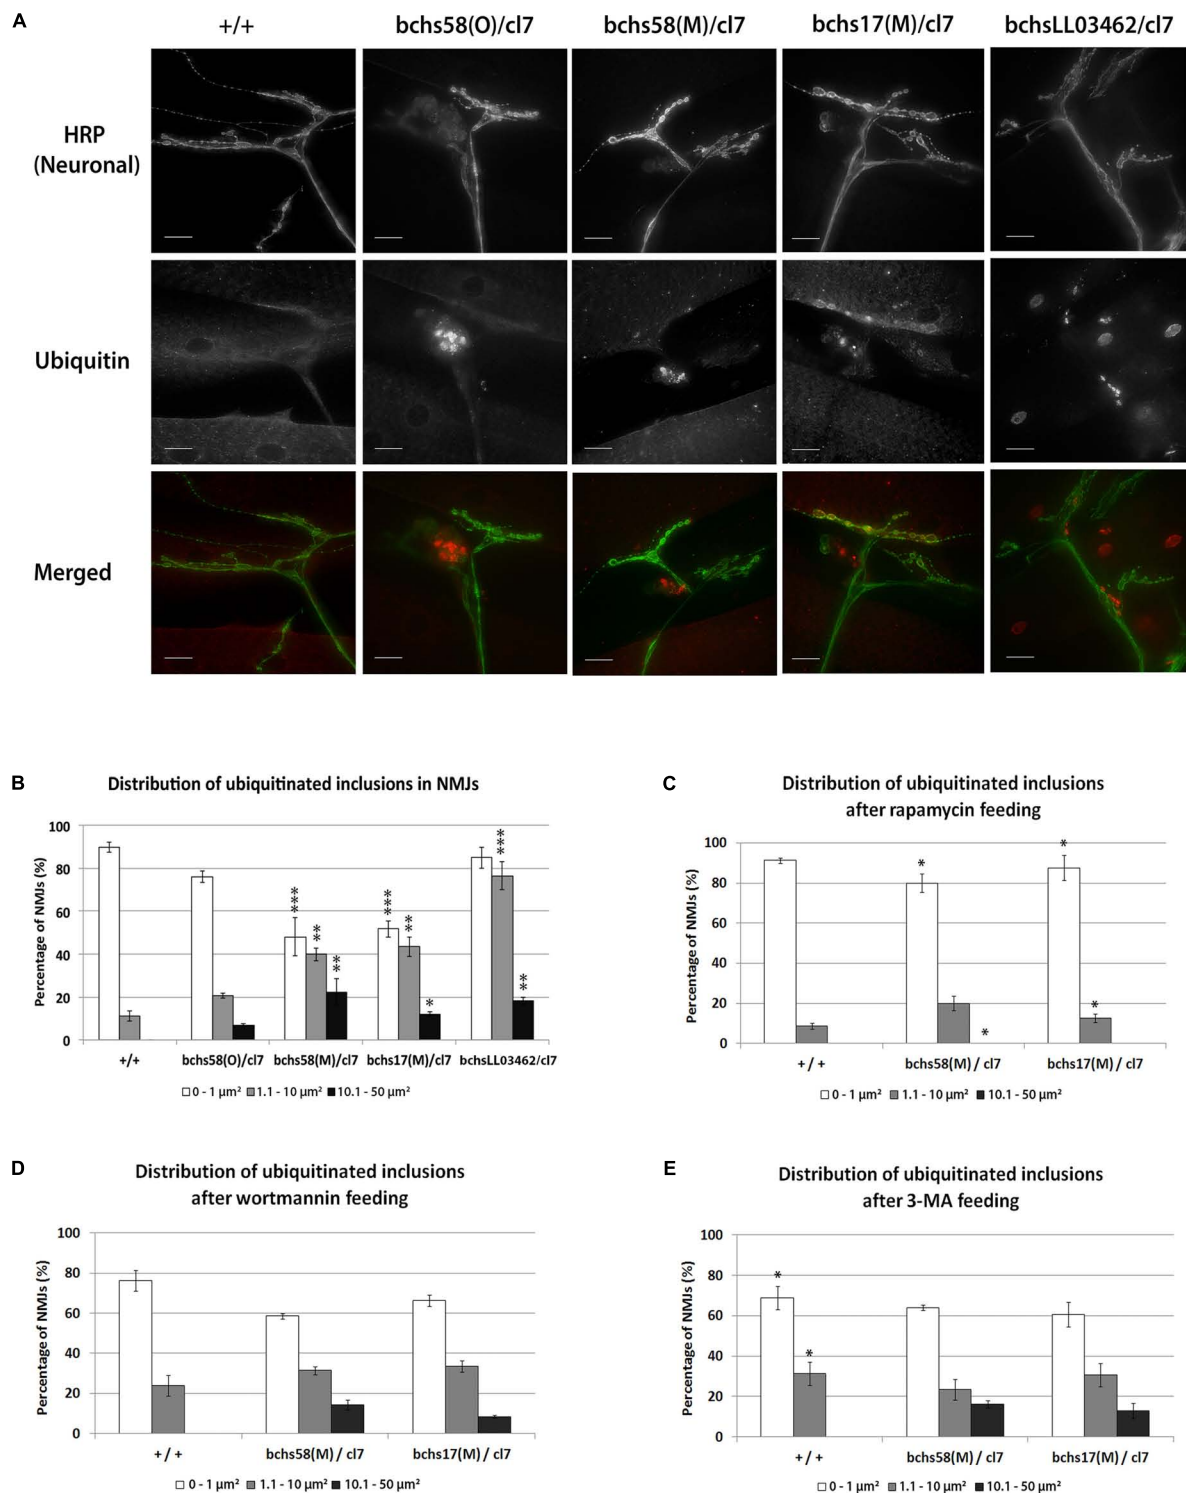 A
+/+
bchs58(O)/cl7
bchs58(M)/cl7
bchs17(M)/cl7
bchsLL03462/cl7
HRP
(Neuronal)
Ubiquitin
Merged
B
Distribution of ubiquitinated inclusions in NMJs
Percentage of NMJs (%)
100
80
60
40
20
0
***
**
**
***
**
*
***
**
+/+
bchs58(O)/cl7
bchs58(M)/cl7
bchs17(M)/cl7
bchsLL03462/cl7
0 - 1 µm²
1.1 - 10 µm²
10.1 - 50 µm²
C
Distribution of ubiquitinated inclusions
after rapamycin feeding
Percentage of NMJs (%)
100
80
60
40
20
0
*
*
*
*
+/+
bchs58(M)/ cl7
bchs17(M)/ cl7
0 - 1 µm²
1.1 - 10 µm²
10.1 - 50 µm²
D
Distribution of ubiquitinated inclusions
after wortmannin feeding
Percentage of NMJs (%)
100
80
60
40
20
0
+/+
bchs58(M)/ cl7
bchs17(M)/ cl7
0 - 1 µm²
1.1 - 10 µm²
10.1 - 50 µm²
E
Distribution of ubiquitinated inclusions
after 3-MA feeding
Percentage of NMJs (%)
100
80
60
40
20
0
*
*
+/+
bchs58(M)/ cl7
bchs17(M)/ cl7
0 - 1 µm²
1.1 - 10 µm²
10.1 - 50 µm²